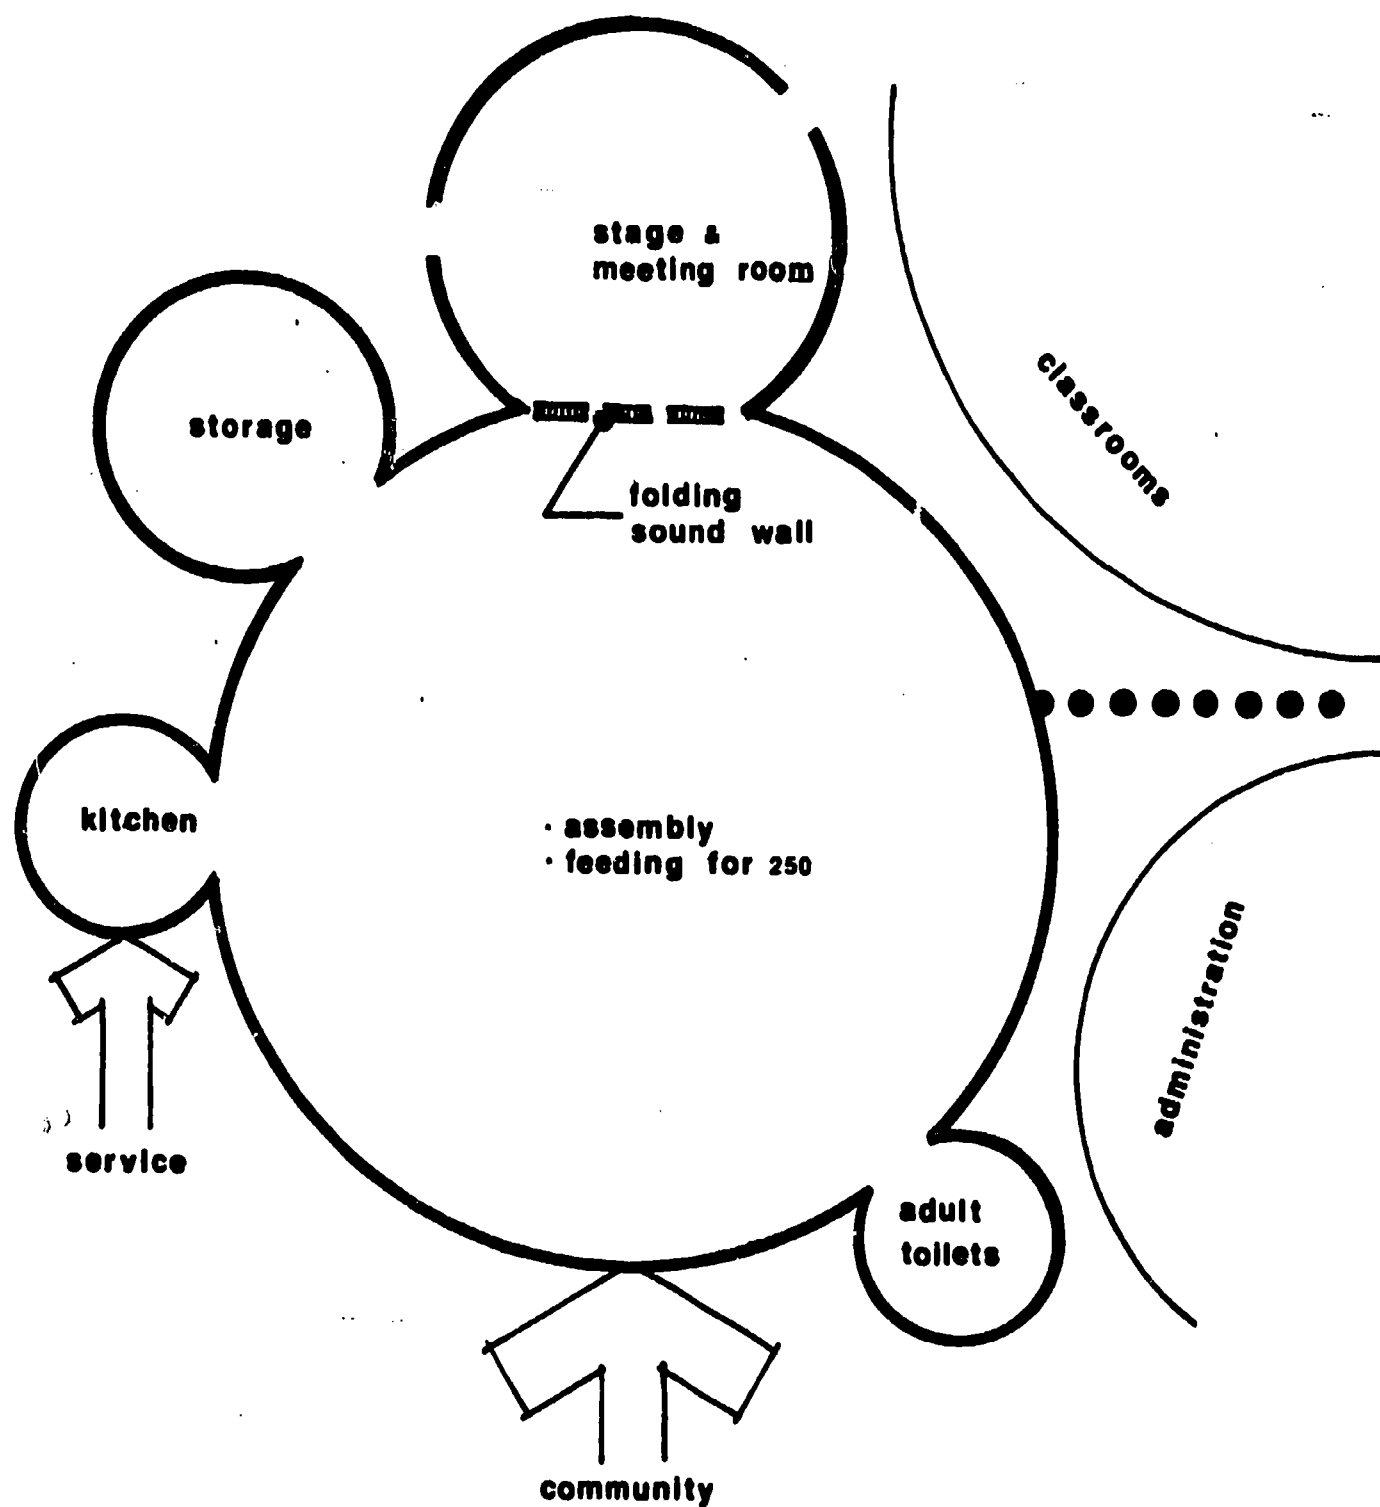 stage &
meeting room
classrooms
storage
folding
sound wall
kitchen
· assembly
· feeding for 250
administration
service
adult
toilets
community